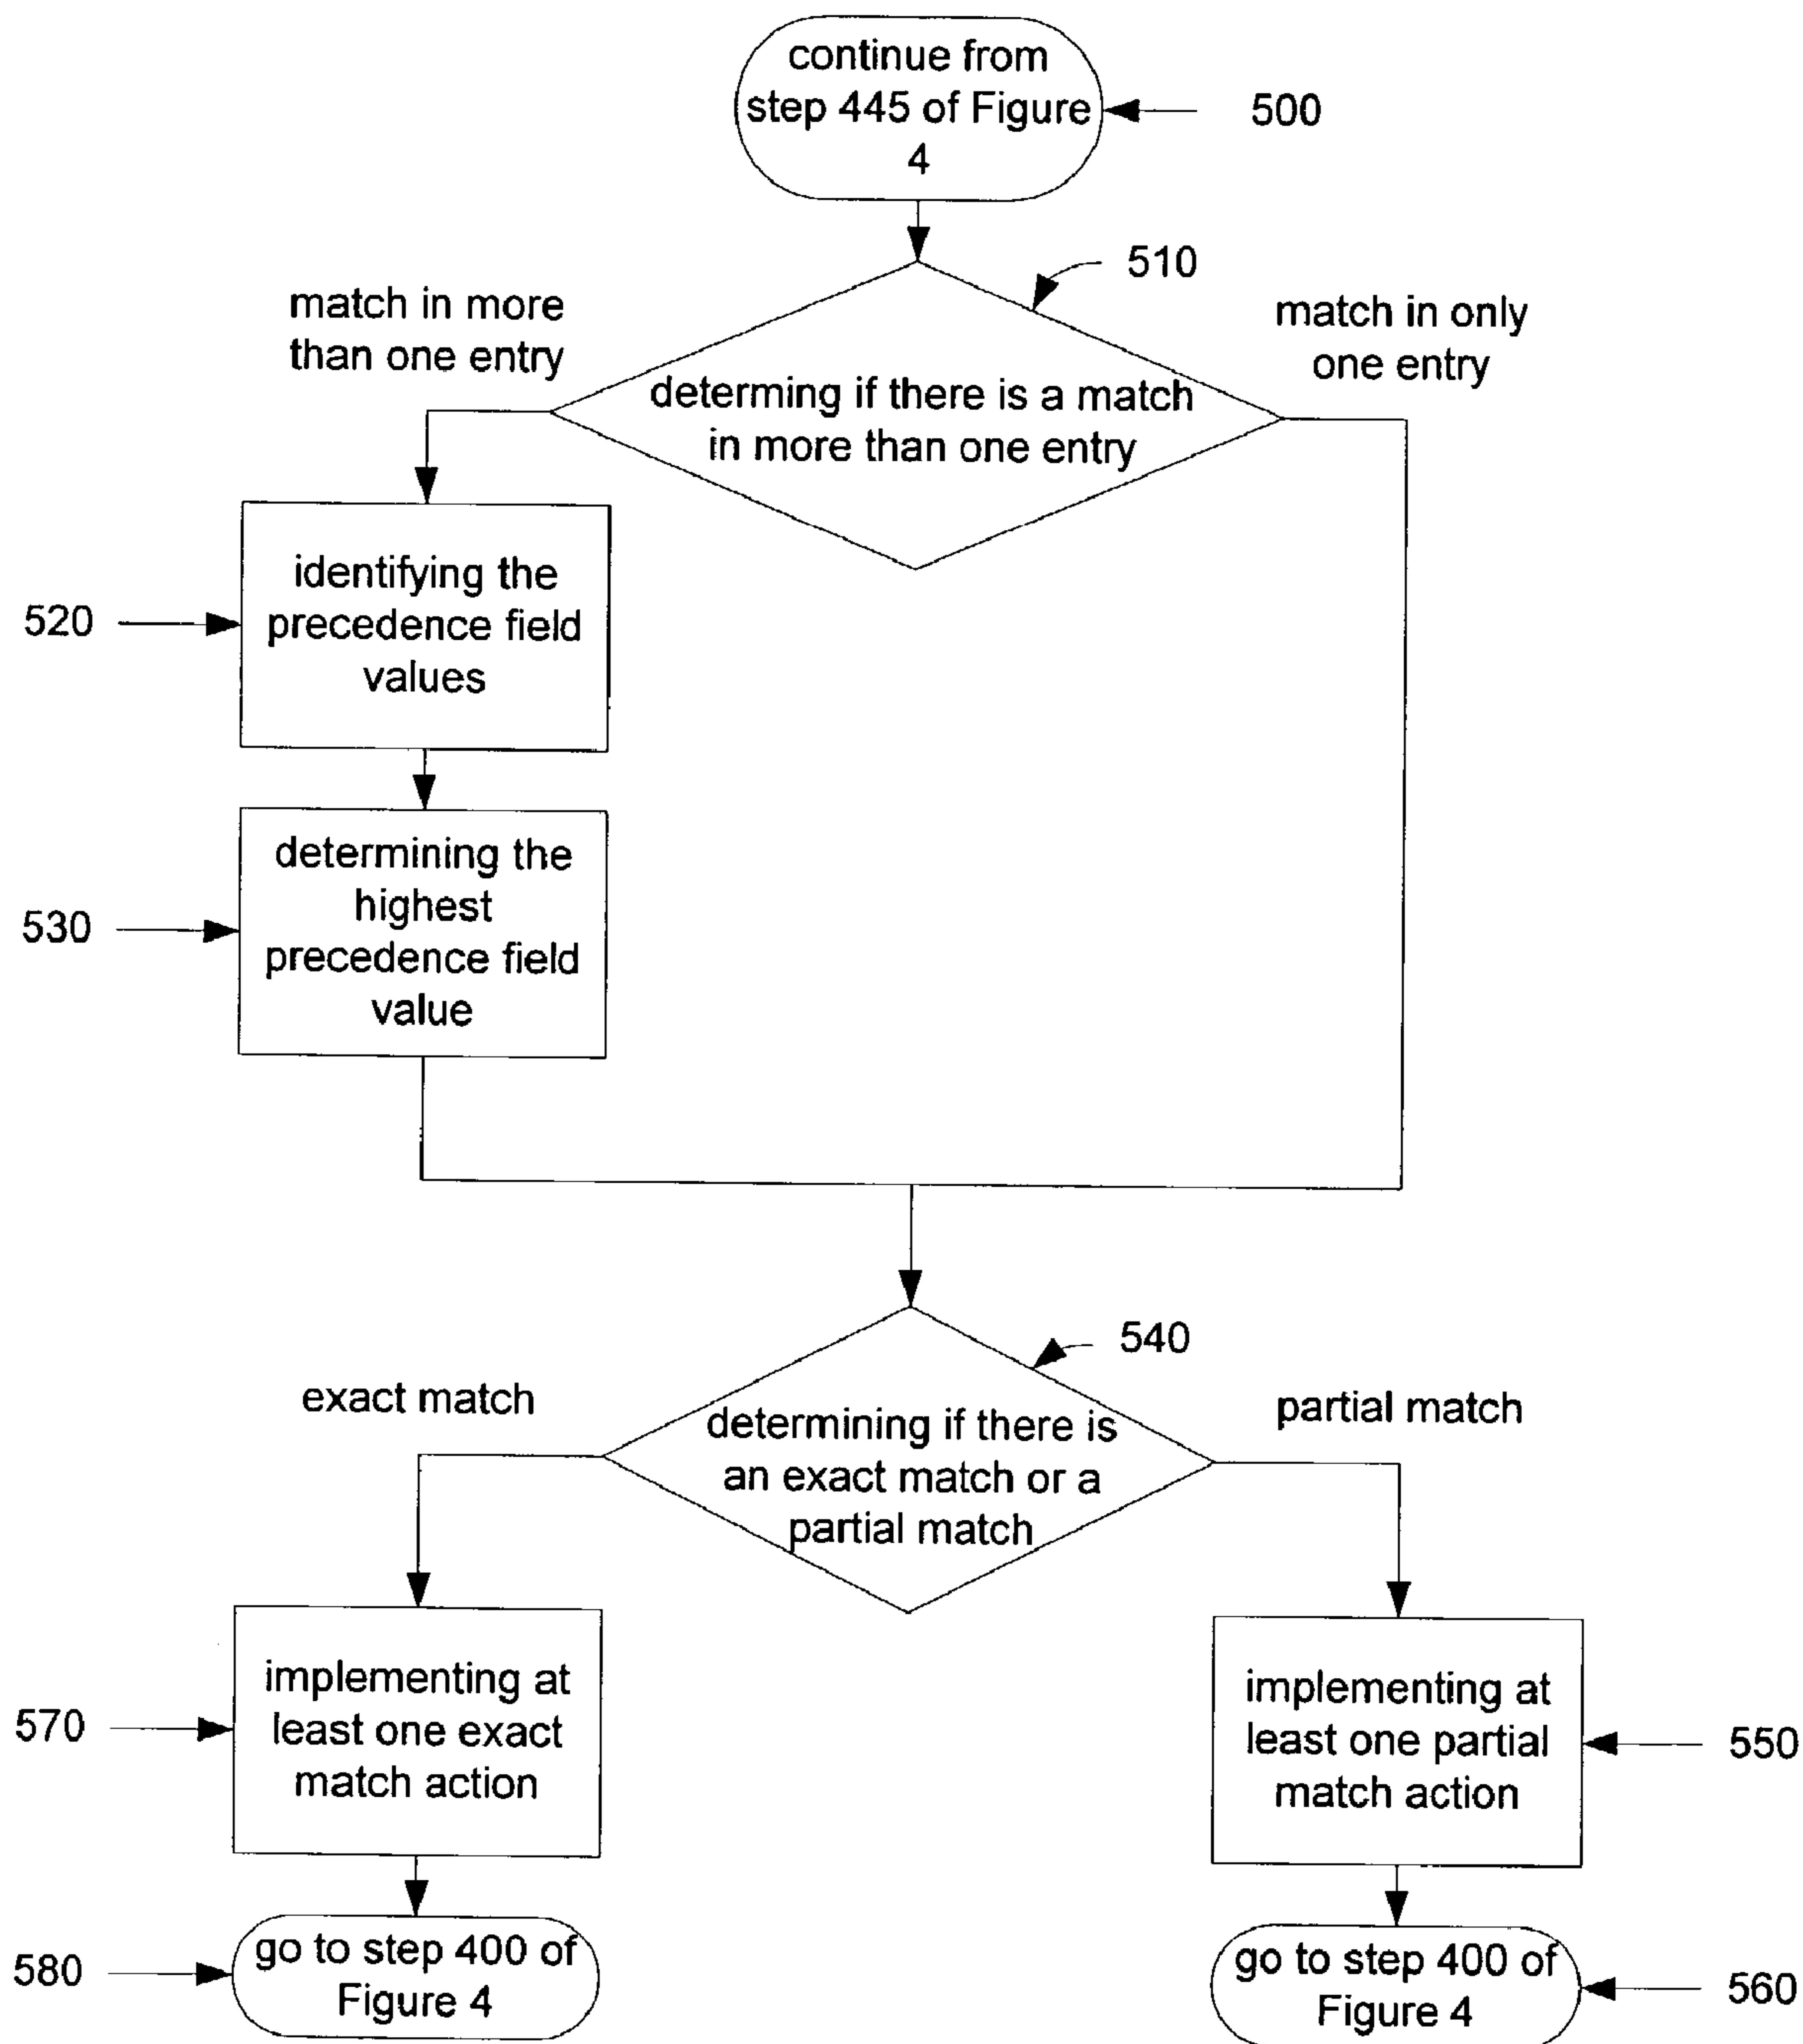 continue from
step 445 of Figure
4
500
510
match in more
than one entry
match in only
one entry
determing if there is a match
in more than one entry
identifying the
precedence field
values
520
determining the
highest
precedence field
value
530
540
exact match
partial match
determining if there is
an exact match or a
partial match
implementing at
least one exact
match action
570
implementing at
least one partial
match action
550
go to step 400 of
Figure 4
580
go to step 400 of
Figure 4
560